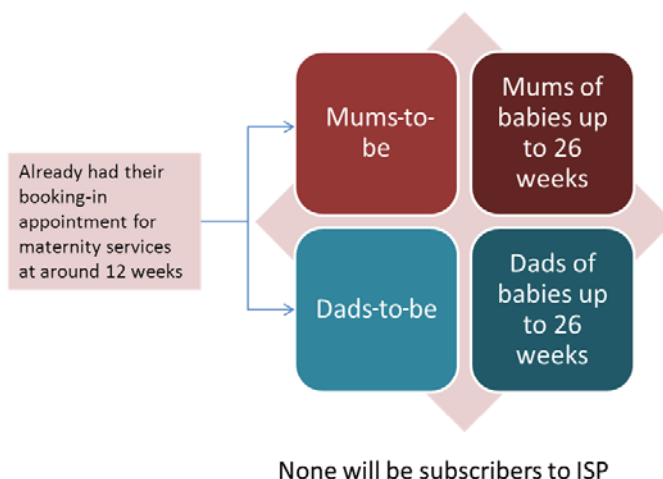 Already had their
booking-in
appointment for
maternity services
at around 12 weeks
Mums-to-
be
Mums of
babies up
to 26
weeks
Dads-to-be
Dads of
babies up
to 26
weeks
None will be subscribers to ISP